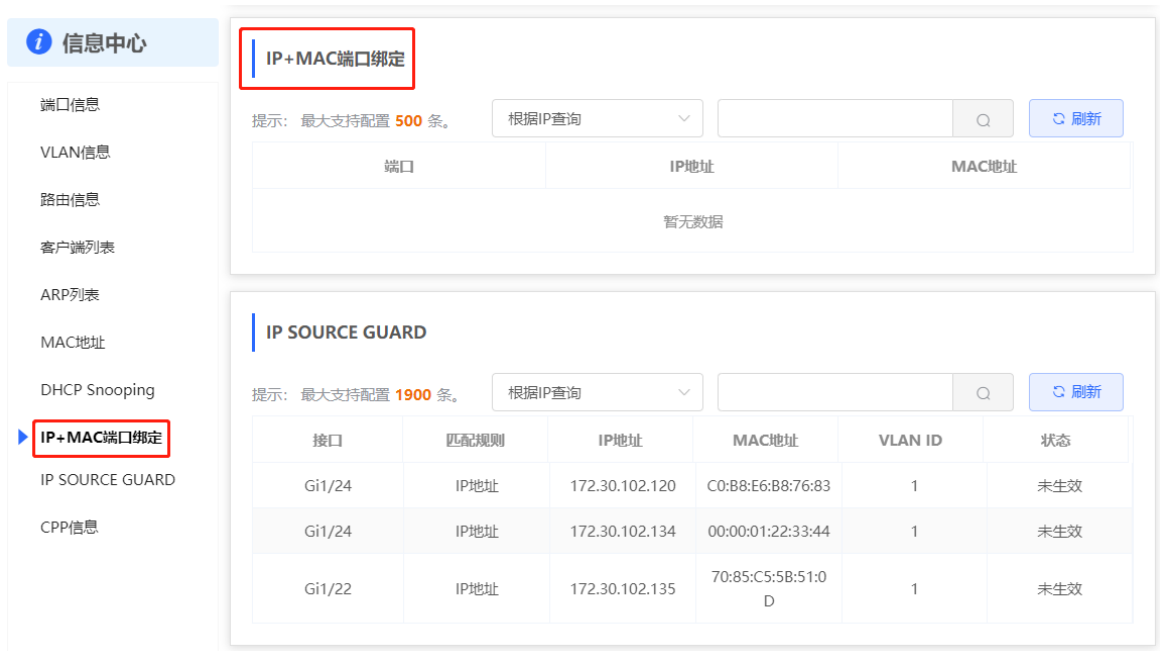 信息中心
端口信息
VLAN信息
路由信息
客户端列表
ARP列表
MAC地址
DHCP Snooping
IP+MAC端口绑定
IP SOURCE GUARD
CPP信息
IP+MAC端口绑定
提示: 最大支持配置 500 条。 根据IP查询 刷新
端口 IP地址 MAC地址
暂无数据
IP SOURCE GUARD
提示: 最大支持配置 1900 条。 根据IP查询 刷新
接口 匹配规则 IP地址 MAC地址 VLAN ID 状态
Gi1/24 IP地址 172.30.102.120 C0:B8:E6:B8:76:83 1 未生效
Gi1/24 IP地址 172.30.102.134 00:00:01:22:33:44 1 未生效
Gi1/22 IP地址 172.30.102.135 70:85:C5:5B:51:0D 1 未生效